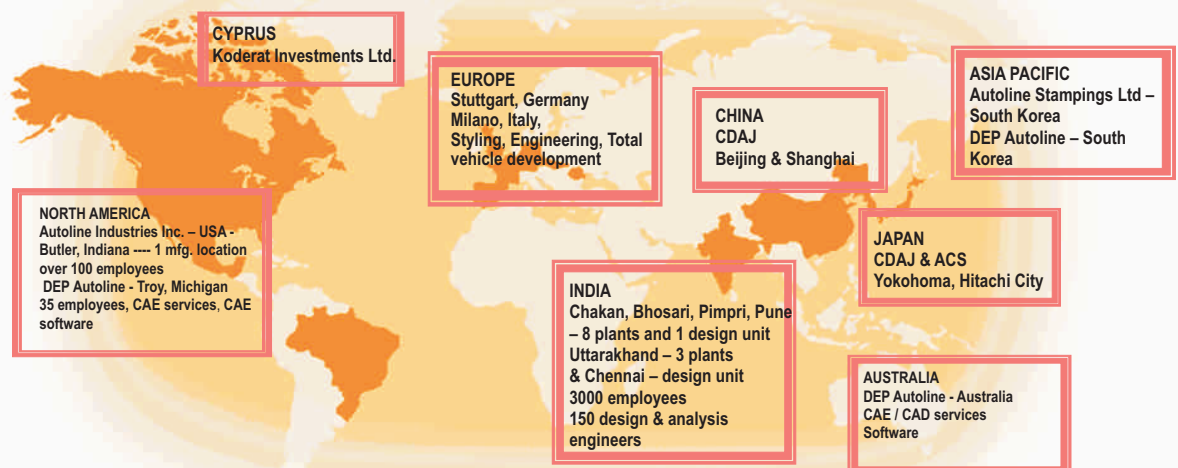 CYPRUS
Koderat Investments Ltd.
EUROPE
Stuttgart, Germany
Milano, Italy,
Styling, Engineering, Total
vehicle development
CHINA
CDAJ
Beijing & Shanghai
ASIA PACIFIC
Autoline Stampings Ltd –
South Korea
DEP Autoline – South
Korea
NORTH AMERICA
Autoline Industries Inc. – USA -
Butler, Indiana ---- 1 mfg. location
over 100 employees
DEP Autoline - Troy, Michigan
35 employees, CAE services, CAE
software
INDIA
Chakan, Bhosari, Pimpri, Pune
– 8 plants and 1 design unit
Uttarakhand – 3 plants
& Chennai – design unit
3000 employees
150 design & analysis
engineers
JAPAN
CDAJ & ACS
Yokohoma, Hitachi City
AUSTRALIA
DEP Autoline - Australia
CAE / CAD services
Software